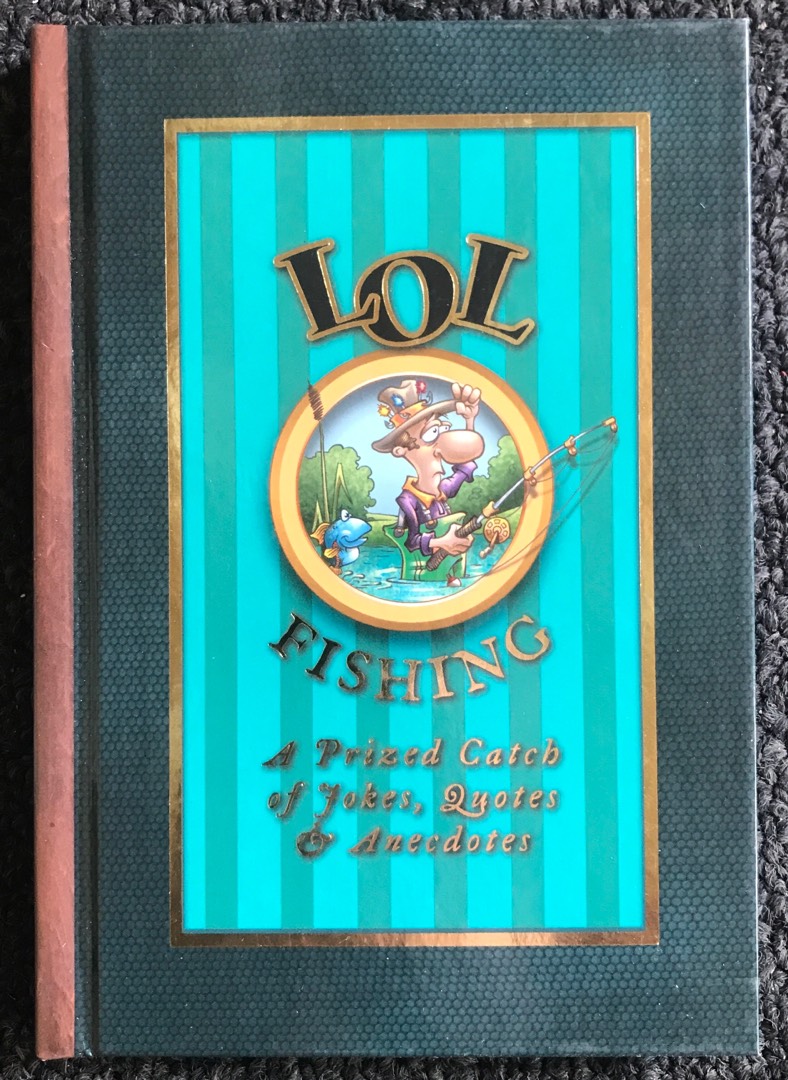 LOL
FISHING
A Prized Catch
of Jokes, Quotes
& Anecdotes